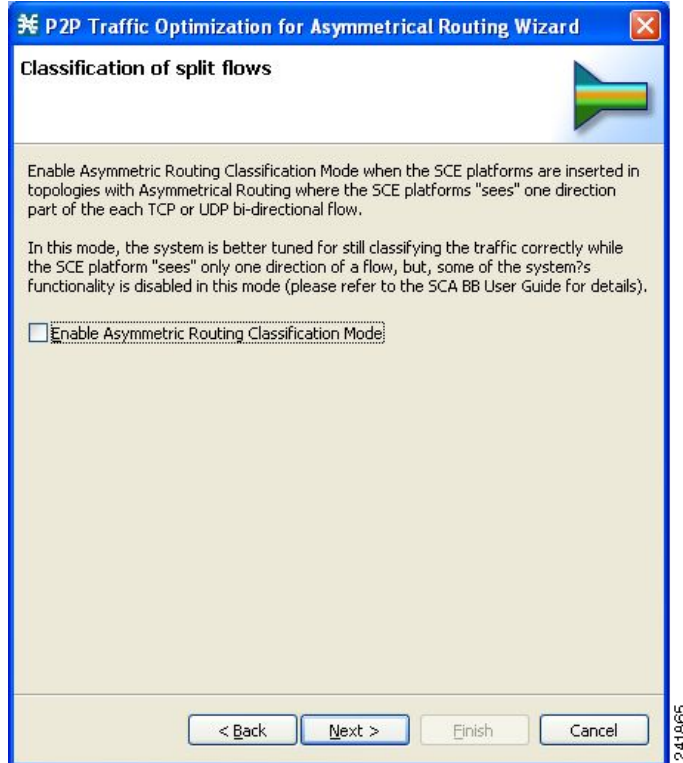 P2P Traffic Optimization for Asymmetrical Routing Wizard
Classification of split flows
Enable Asymmetric Routing Classification Mode when the SCE platforms are inserted in
topologies with Asymmetrical Routing where the SCE platforms "sees" one direction
part of the each TCP or UDP bi-directional flow.
In this mode, the system is better tuned for still classifying the traffic correctly while
the SCE platform "sees" only one direction of a flow, but, some of the system?s
functionality is disabled in this mode (please refer to the SCA BB User Guide for details).
Enable Asymmetric Routing Classification Mode
< Back
Next >
Finish
Cancel
241865